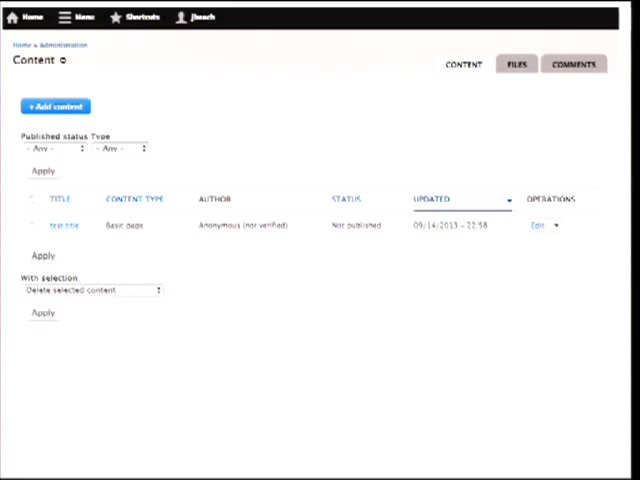 Home Menu Shortcuts jbeach
Home » Administration
Content
CONTENT FILES COMMENTS
+ Add content
Published status Type
- Any - - Any -
Apply
TITLE CONTENT TYPE AUTHOR STATUS UPDATED OPERATIONS
test title Basic page Anonymous (not verified) Not published 09/14/2013 - 22:58 Edit
Apply
With selection
Delete selected content
Apply